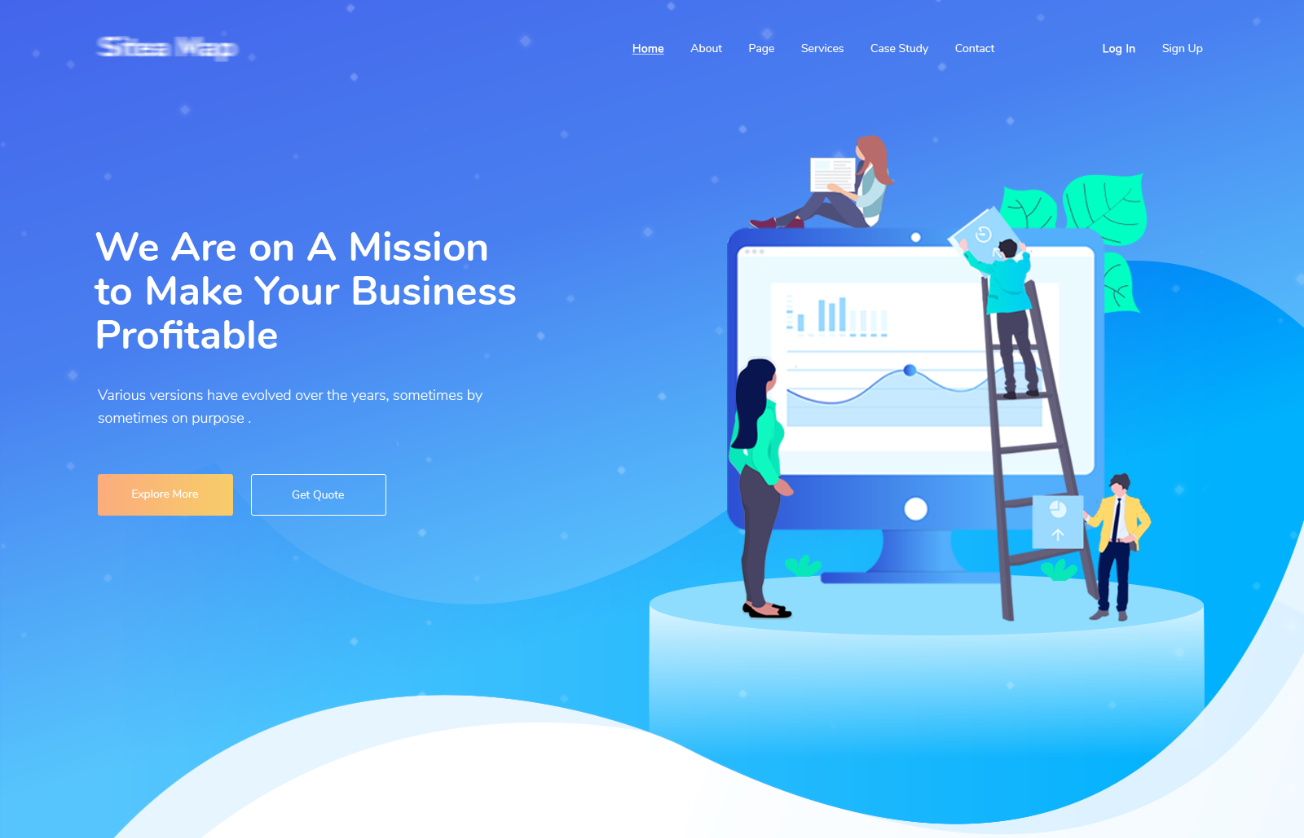 Home
About
Page
Services
Case Study
Contact
Log In
Sign Up
We Are on A Mission
to Make Your Business
Profitable
Various versions have evolved over the years, sometimes by
sometimes on purpose .
Explore More
Get Quote